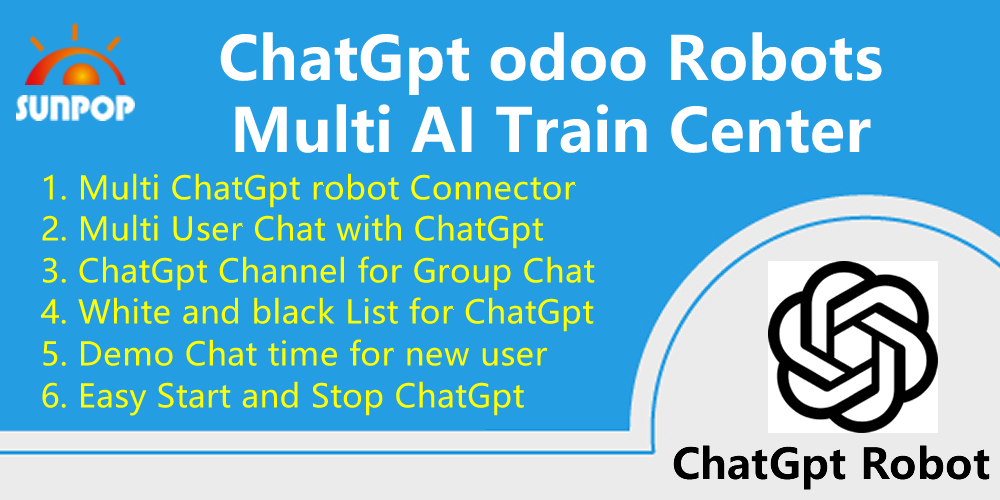 SUNPOP
ChatGpt odoo Robots
Multi AI Train Center
1. Multi ChatGpt robot Connector
2. Multi User Chat with ChatGpt
3. ChatGpt Channel for Group Chat
4. White and black List for ChatGpt
5. Demo Chat time for new user
6. Easy Start and Stop ChatGpt
ChatGpt Robot